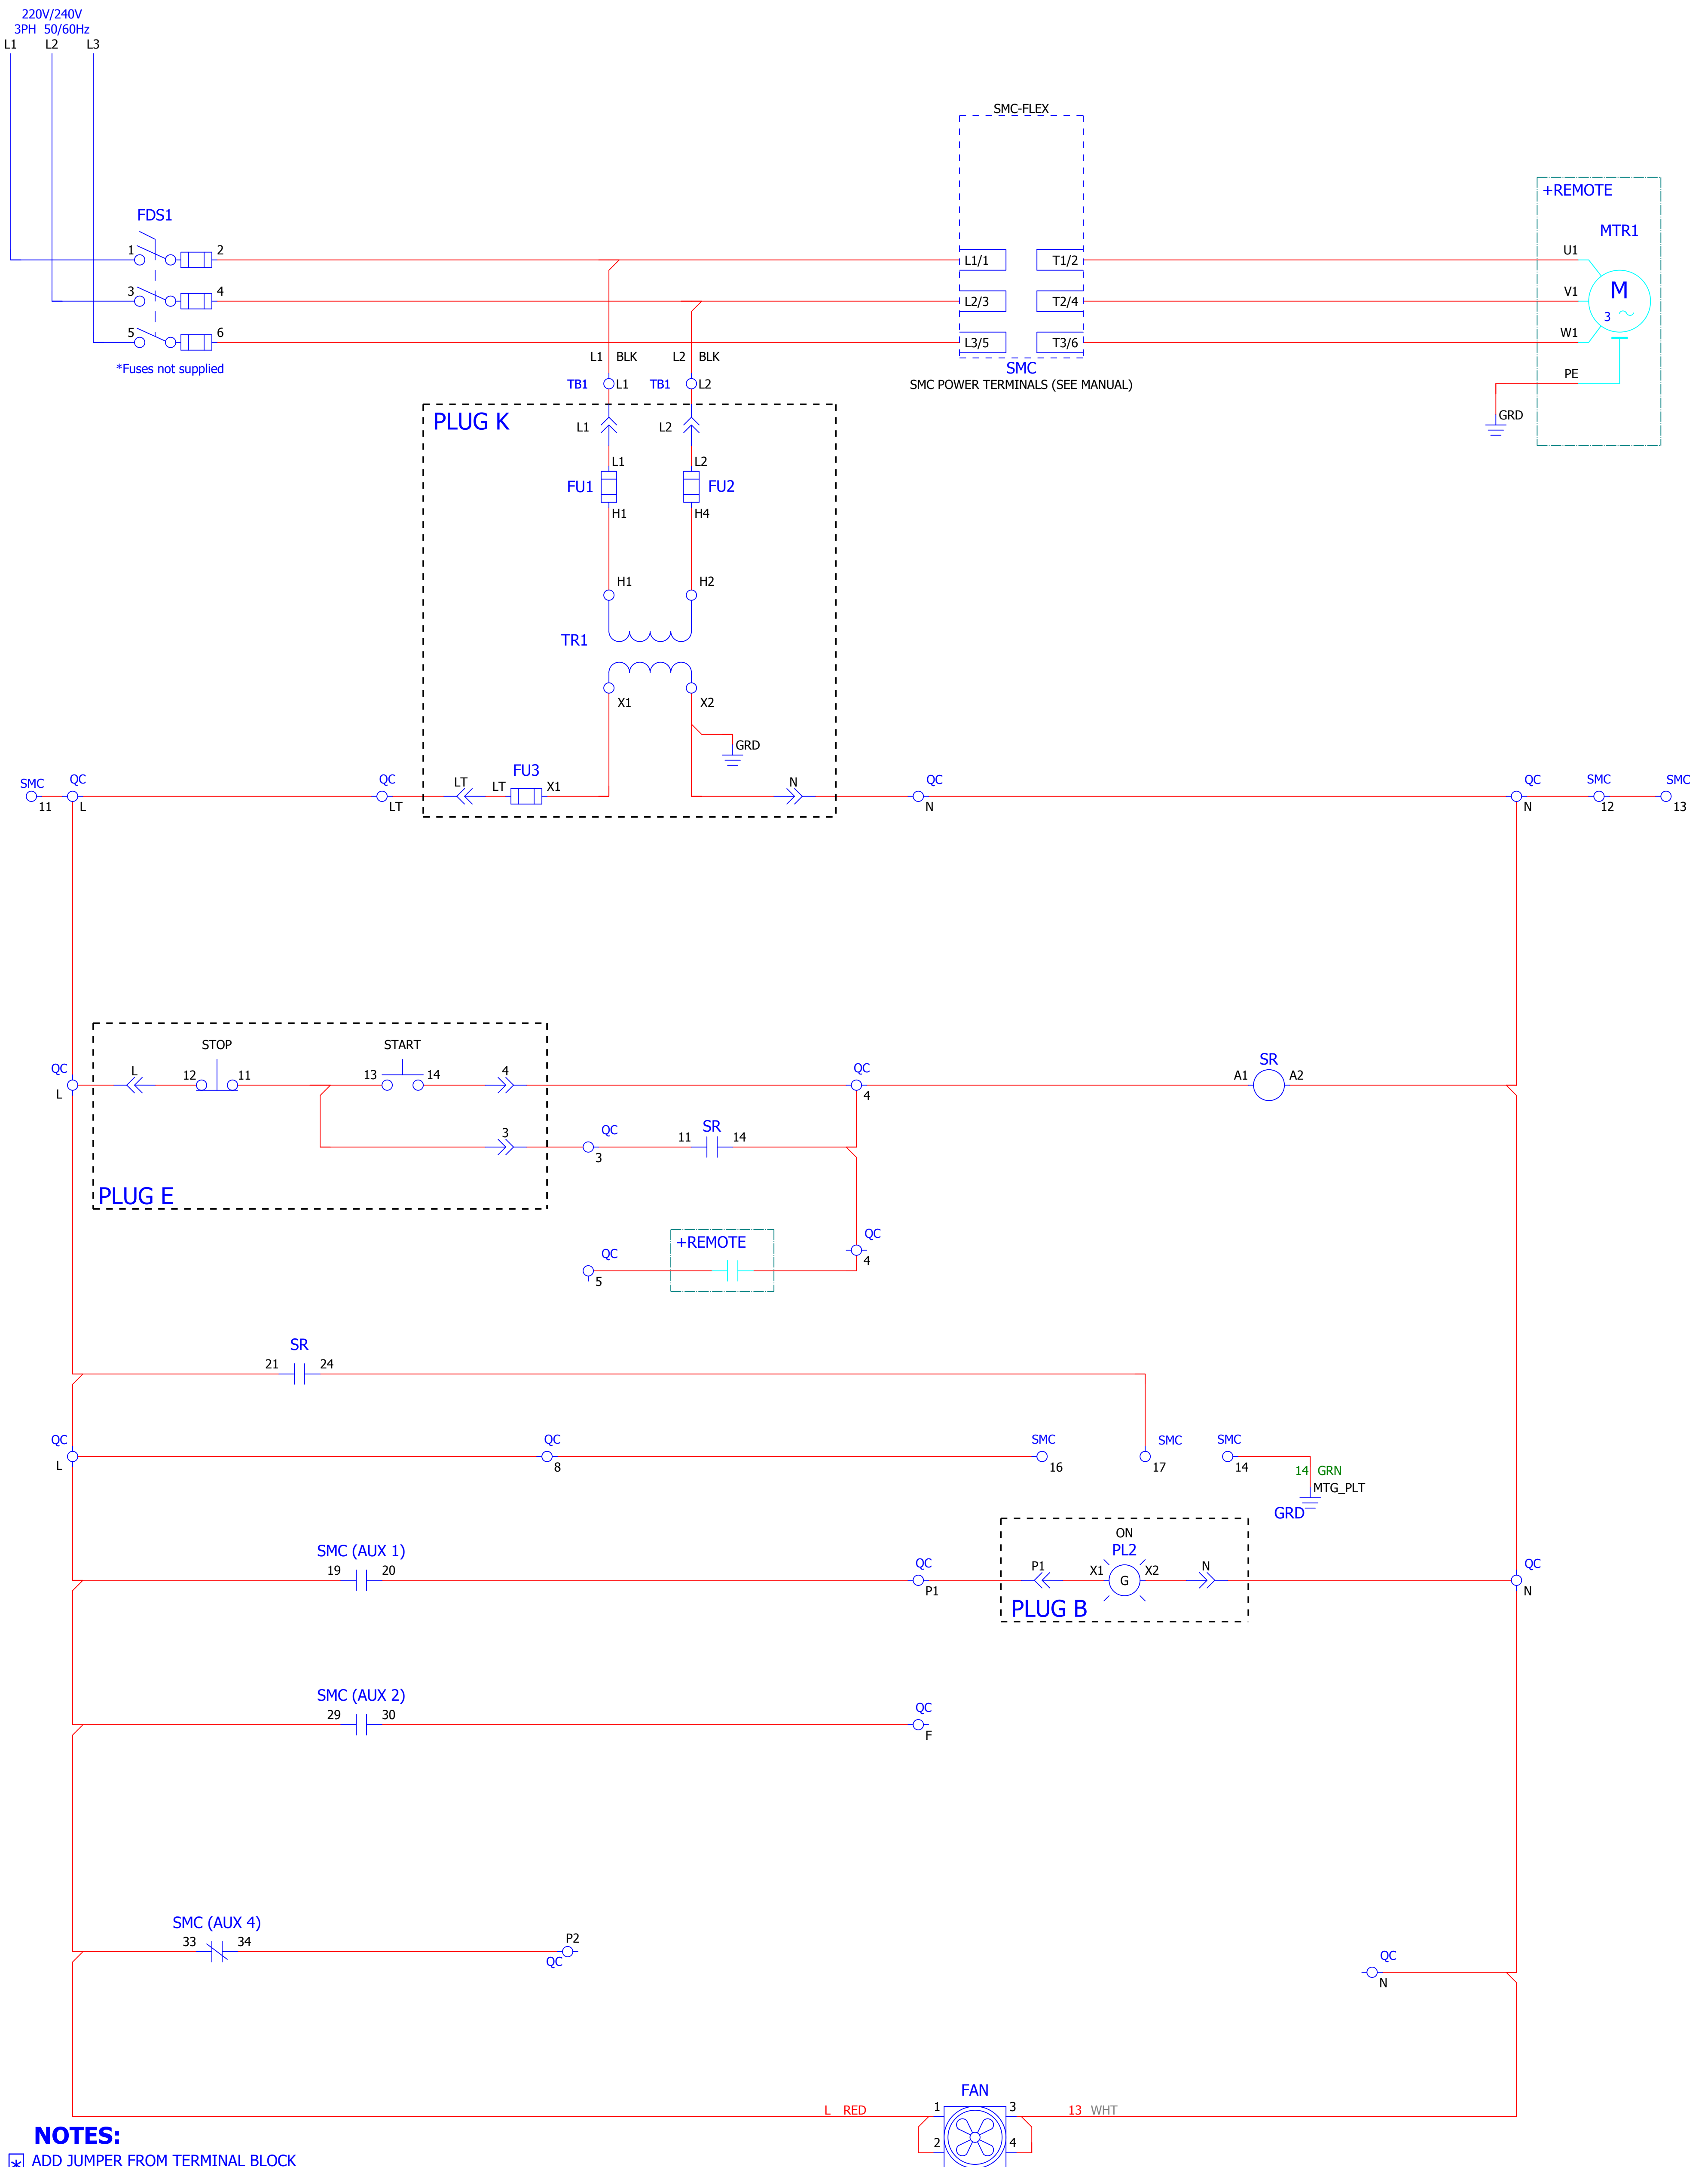 220V/240V
3PH 50/60Hz
L1 L2 L3
SMC-FLEX
+REMOTE
FDS1
MTR1
1 2 L1/1 T1/2 U1
3 4 L2/3 T2/4 V1 M
3
5 6 L3/5 T3/6 W1
*Fuses not supplied
L1 BLK L2 BLK
SMC
SMC POWER TERMINALS (SEE MANUAL)
PE
TB1 L1 TB1 L2
GRD
PLUG K
L1 L2
L1 L2
FU1 FU2
H1 H4
H1 H2
TR1
X1 X2
GRD
FU3
SMC QC QC LT LT X1 N QC QC SMC SMC
11 L LT N N 12 13
STOP START
QC L 12 11 13 14 4 QC SR
A1 A2
L 4
3 QC SR
11 14
3
PLUG E
+REMOTE
QC QC
5 4
SR
21 24
QC QC SMC SMC SMC
L 8 16 17 14
14 GRN
MTG_PLT
GRD
ON
PL2
SMC (AUX 1)
19 20 QC P1 X1 G X2 N QC
P1 N
PLUG B
SMC (AUX 2)
29 30 QC
F
SMC (AUX 4)
33 34 P2
QC
QC
N
FAN
L RED 1 3 13 WHT
2 4
NOTES:
* ADD JUMPER FROM TERMINAL BLOCK